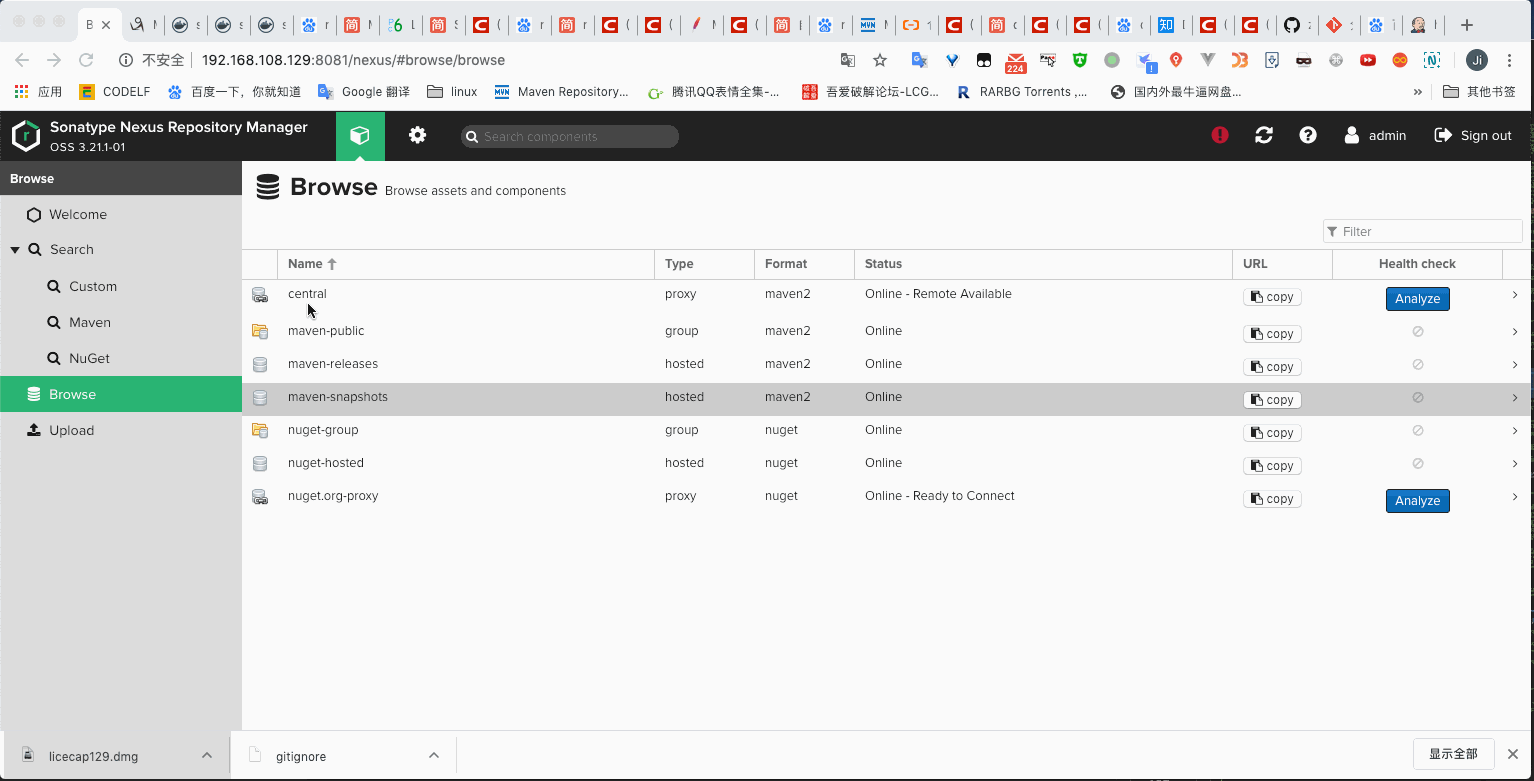 不安全 192.168.108.129:8081/nexus/#browse/browse
224
Ji
应用 CODELF 百度一下，你就知道 Google 翻译 linux Maven Repository... 腾讯QQ表情全集-... 吾爱破解论坛-LCG... RARBG Torrents ,... 国内外最牛逼网盘... » 其他书签
Sonatype Nexus Repository Manager
OSS 3.21.1-01
Search components
admin
Sign out
Browse
Welcome
Search
Custom
Maven
NuGet
Browse
Upload
Browse Browse assets and components
Filter
Name Type Format Status URL Health check
central proxy maven2 Online - Remote Available copy Analyze
maven-public group maven2 Online copy
maven-releases hosted maven2 Online copy
maven-snapshots hosted maven2 Online copy
nuget-group group nuget Online copy
nuget-hosted hosted nuget Online copy
nuget.org-proxy proxy nuget Online - Ready to Connect copy Analyze
licecap129.dmg
gitignore
显示全部